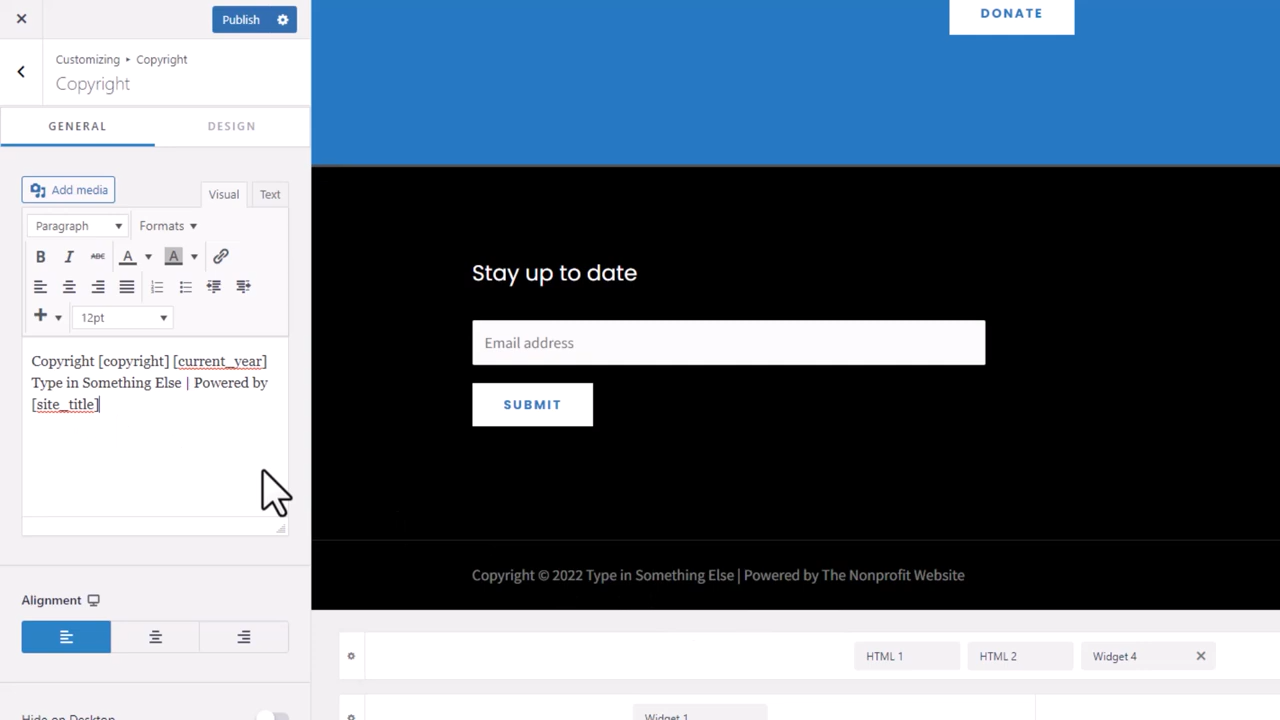 Publish
Customizing ▸ Copyright
Copyright
GENERAL
DESIGN
Add media
Visual
Text
Paragraph
Formats
B I ABC A A
12pt
Copyright [copyright] [current_year]
Type in Something Else | Powered by
[site_title]
Alignment
Hide on Desktop
DONATE
Stay up to date
Email address
SUBMIT
Copyright © 2022 Type in Something Else | Powered by The Nonprofit Website
HTML 1
HTML 2
Widget 4
Widget 1